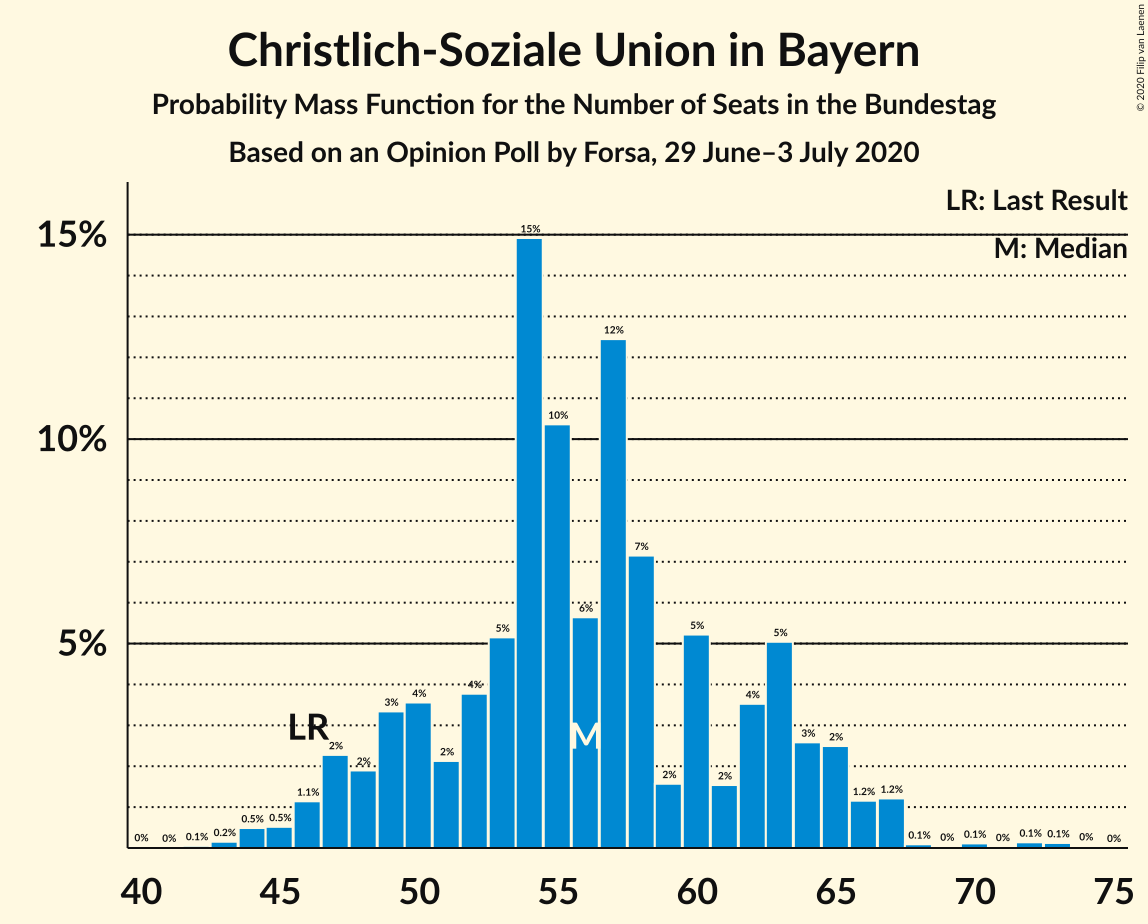 Christlich-Soziale Union in Bayern
Probability Mass Function for the Number of Seats in the Bundestag
Based on an Opinion Poll by Forsa, 29 June–3 July 2020
© 2020 Filip van Laenen
LR: Last Result
M: Median
15%
10%
5%
0% 0% 0.1% 0.2% 0.5% 0.5% 1.1% 2% 2% 3% 4% 2% 4% 5% 15% 10% 6% 12% 7% 2% 5% 2% 4% 5% 3% 2% 1.2% 1.2% 0.1% 0% 0.1% 0% 0.1% 0.1% 0% 0%
LR
M
40 45 50 55 60 65 70 75